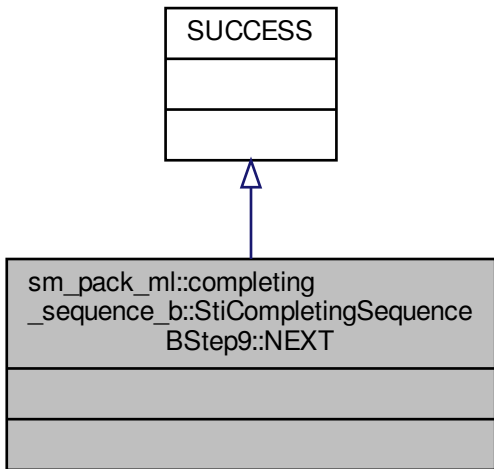 SUCCESS
sm_pack_ml::completing
_sequence_b::StiCompletingSequence
BStep9::NEXT